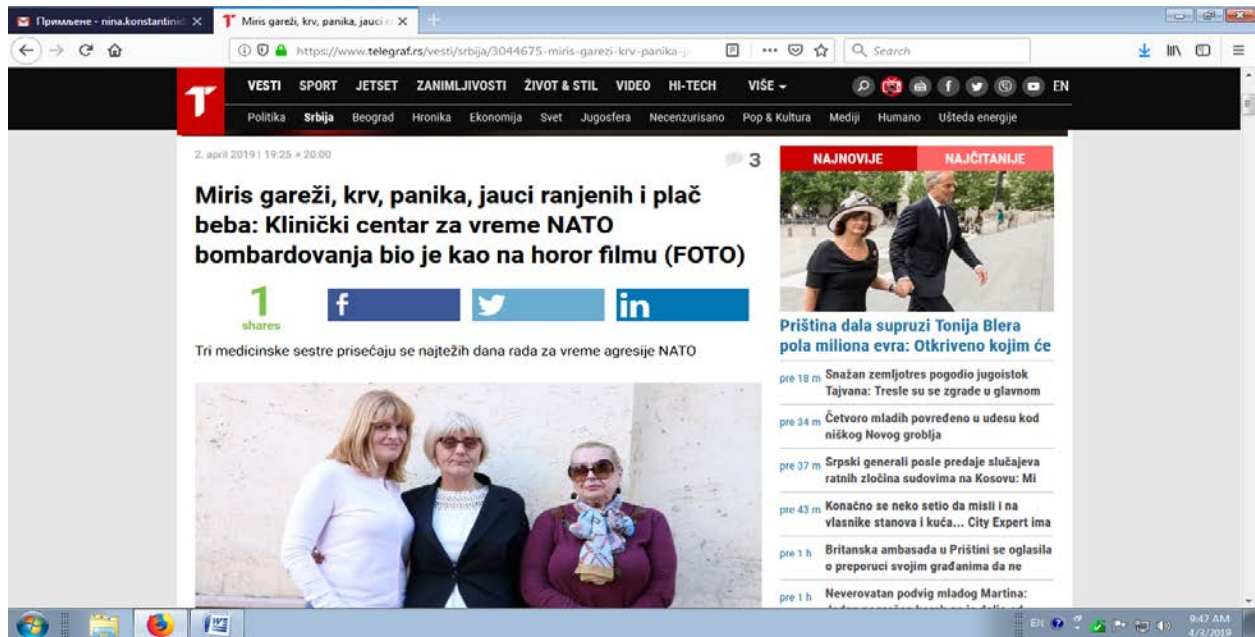 Примљене - nina.konstantinid
Miris gareži, krv, panika, jauci
https://www.telegraf.rs/vesti/srbija/3044675-miris-garezi-krv-panika-j
Search
VESTI SPORT JETSET ZANIMLJIVOSTI ŽIVOT & STIL VIDEO HI-TECH VIŠE EN
Politika Srbija Beograd Hronika Ekonomija Svet Jugosfera Necenzurisano Pop & Kultura Mediji Humano Ušteda energije
2. april 2019 | 19:25 » 20:00
3
Miris gareži, krv, panika, jauci ranjenih i plač
beba: Klinički centar za vreme NATO
bombardovanja bio je kao na horor filmu (FOTO)
1
shares
f
in
Tri medicinske sestre prisećaju se najtežih dana rada za vreme agresije NATO
NAJNOVIJE NAJČITANIJE
Priština dala supruzi Tonija Blera
pola miliona evra: Otkriveno kojim će
pre 18 m Snažan zemljotres pogodio jugoistok
Tajvana: Tresle su se zgrade u glavnom
pre 34 m Četvoro mladih povređeno u udesu kod
niškog Novog groblja
pre 37 m Srpski generali posle predaje slučajeva
ratnih zločina sudovima na Kosovu: Mi
pre 43 m Konačno se neko setio da misli i na
vlasnike stanova i kuća... City Expert ima
pre 1 h Britanska ambasada u Prištini se oglasila
o preporuci svojim građanima da ne
pre 1 h Neverovatan podvig mladog Martina:
EN
9:47 AM
4/3/2019